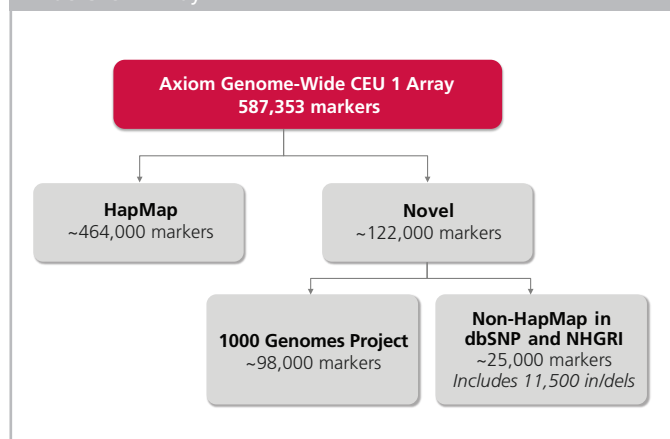 Axiom Genome-Wide CEU 1 Array
587,353 markers
HapMap
~464,000 markers
Novel
~122,000 markers
1000 Genomes Project
~98,000 markers
Non-HapMap in
dbSNP and NHGRI
~25,000 markers
Includes 11,500 in/dels